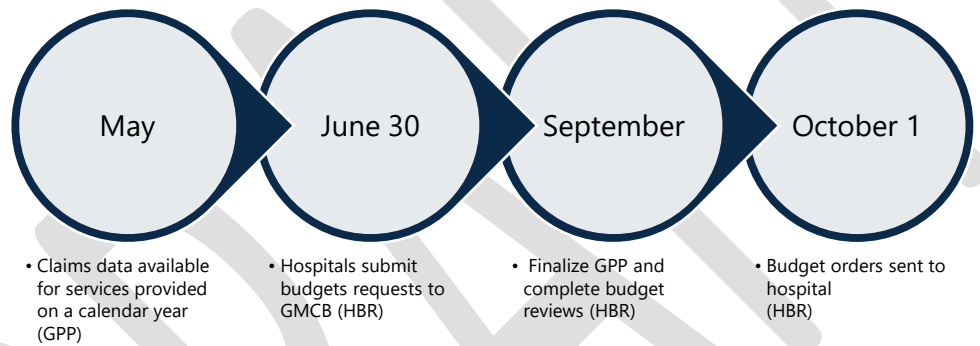 May
June 30
September
October 1
• Claims data available
for services provided
on a calendar year
(GPP)
• Hospitals submit
budgets requests to
GMCB (HBR)
• Finalize GPP and
complete budget
reviews (HBR)
• Budget orders sent to
hospital
(HBR)